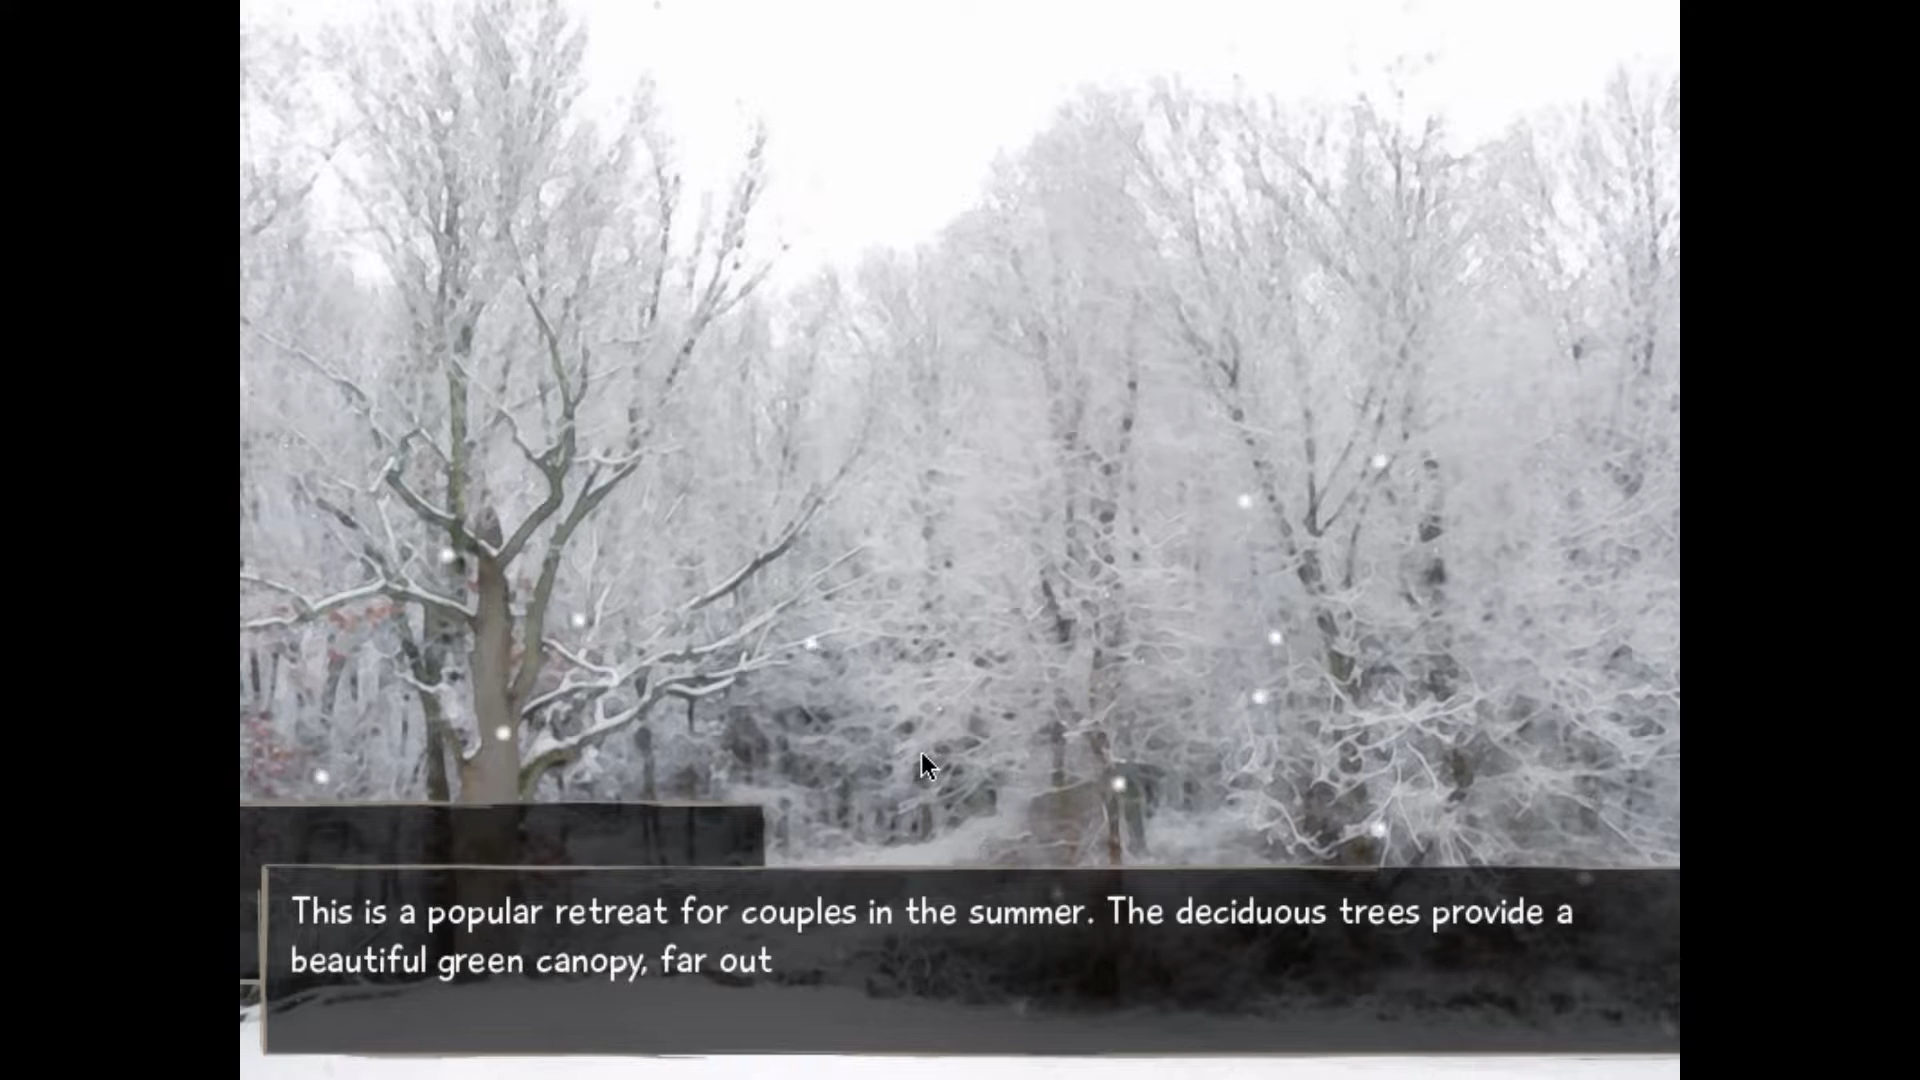 This is a popular retreat for couples in the summer. The deciduous trees provide a
beautiful green canopy, far out